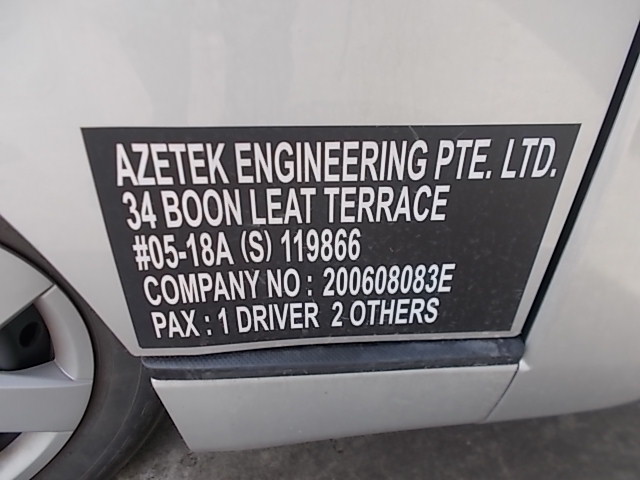 AZETEK ENGINEERING PTE. LTD.
34 BOON LEAT TERRACE
#05-18A (S) 119866
COMPANY NO : 200608083E
PAX : 1 DRIVER 2 OTHERS